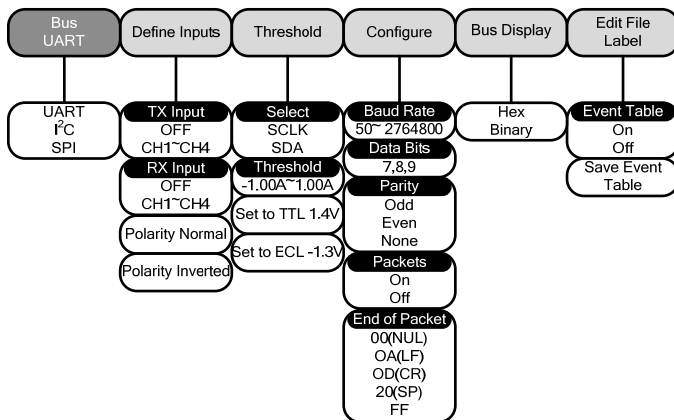 Bus
UART
Define Inputs
Threshold
Configure
Bus Display
Edit File
Label
UART
I²C
SPI
TX Input
OFF
CH1~CH4
RX Input
OFF
CH1~CH4
Polarity Normal
Polarity Inverted
Select
SCLK
SDA
Threshold
-1.00A~1.00A
Set to TTL 1.4V
Set to ECL -1.3V
Baud Rate
50~ 2764800
Data Bits
7,8,9
Parity
Odd
Even
None
Packets
On
Off
End of Packet
00(NUL)
OA(LF)
OD(CR)
20(SP)
FF
Hex
Binary
Event Table
On
Off
Save Event
Table